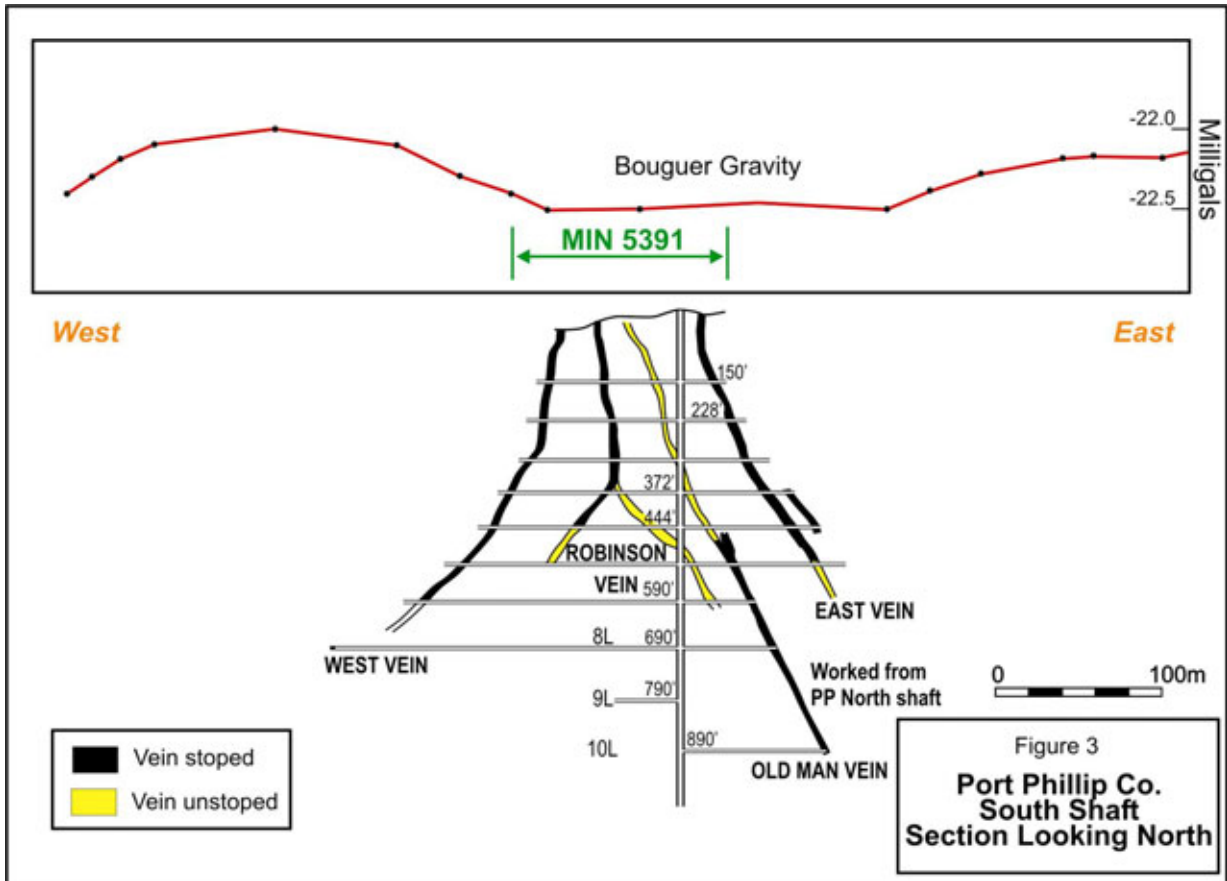 -22.0
Bouguer Gravity
-22.5
Milligals
MIN 5391
West
East
150'
228'
372'
444'
ROBINSON
VEIN
590'
EAST VEIN
8L
690'
WEST VEIN
Worked from
PP North shaft
0
100m
9L
790'
10L
890'
OLD MAN VEIN
Vein stoped
Vein unstoped
Figure 3
Port Phillip Co.
South Shaft
Section Looking North